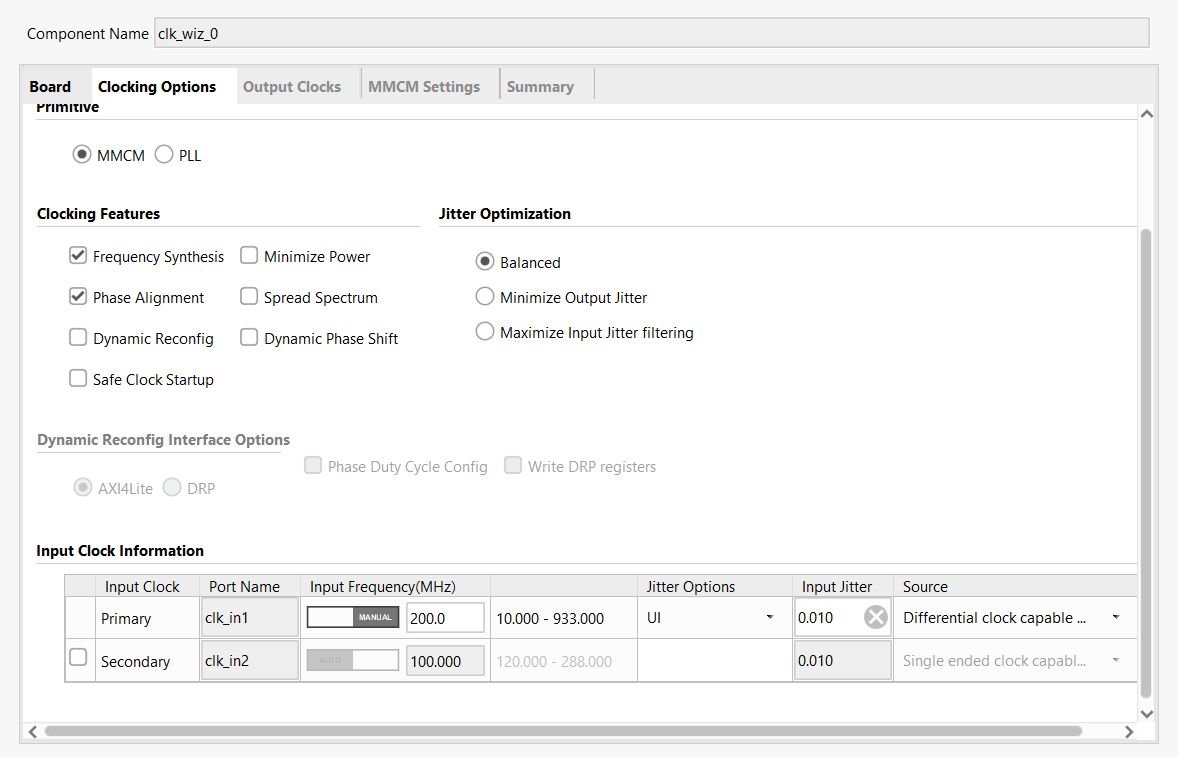 Component Name clk_wiz_0
Board Clocking Options Output Clocks MMCM Settings Summary
Primitive
MMCM PLL
Clocking Features Jitter Optimization
Frequency Synthesis Minimize Power Balanced
Phase Alignment Spread Spectrum Minimize Output Jitter
Dynamic Reconfig Dynamic Phase Shift Maximize Input Jitter filtering
Safe Clock Startup
Dynamic Reconfig Interface Options
Phase Duty Cycle Config Write DRP registers
AXI4Lite DRP
Input Clock Information
Input Clock Port Name Input Frequency(MHz) Jitter Options Input Jitter Source
Primary clk_in1 MANUAL 200.0 10.000 - 933.000 UI 0.010 Differential clock capable ...
Secondary clk_in2 AUTO 100.000 120.000 - 288.000 0.010 Single ended clock capabl...